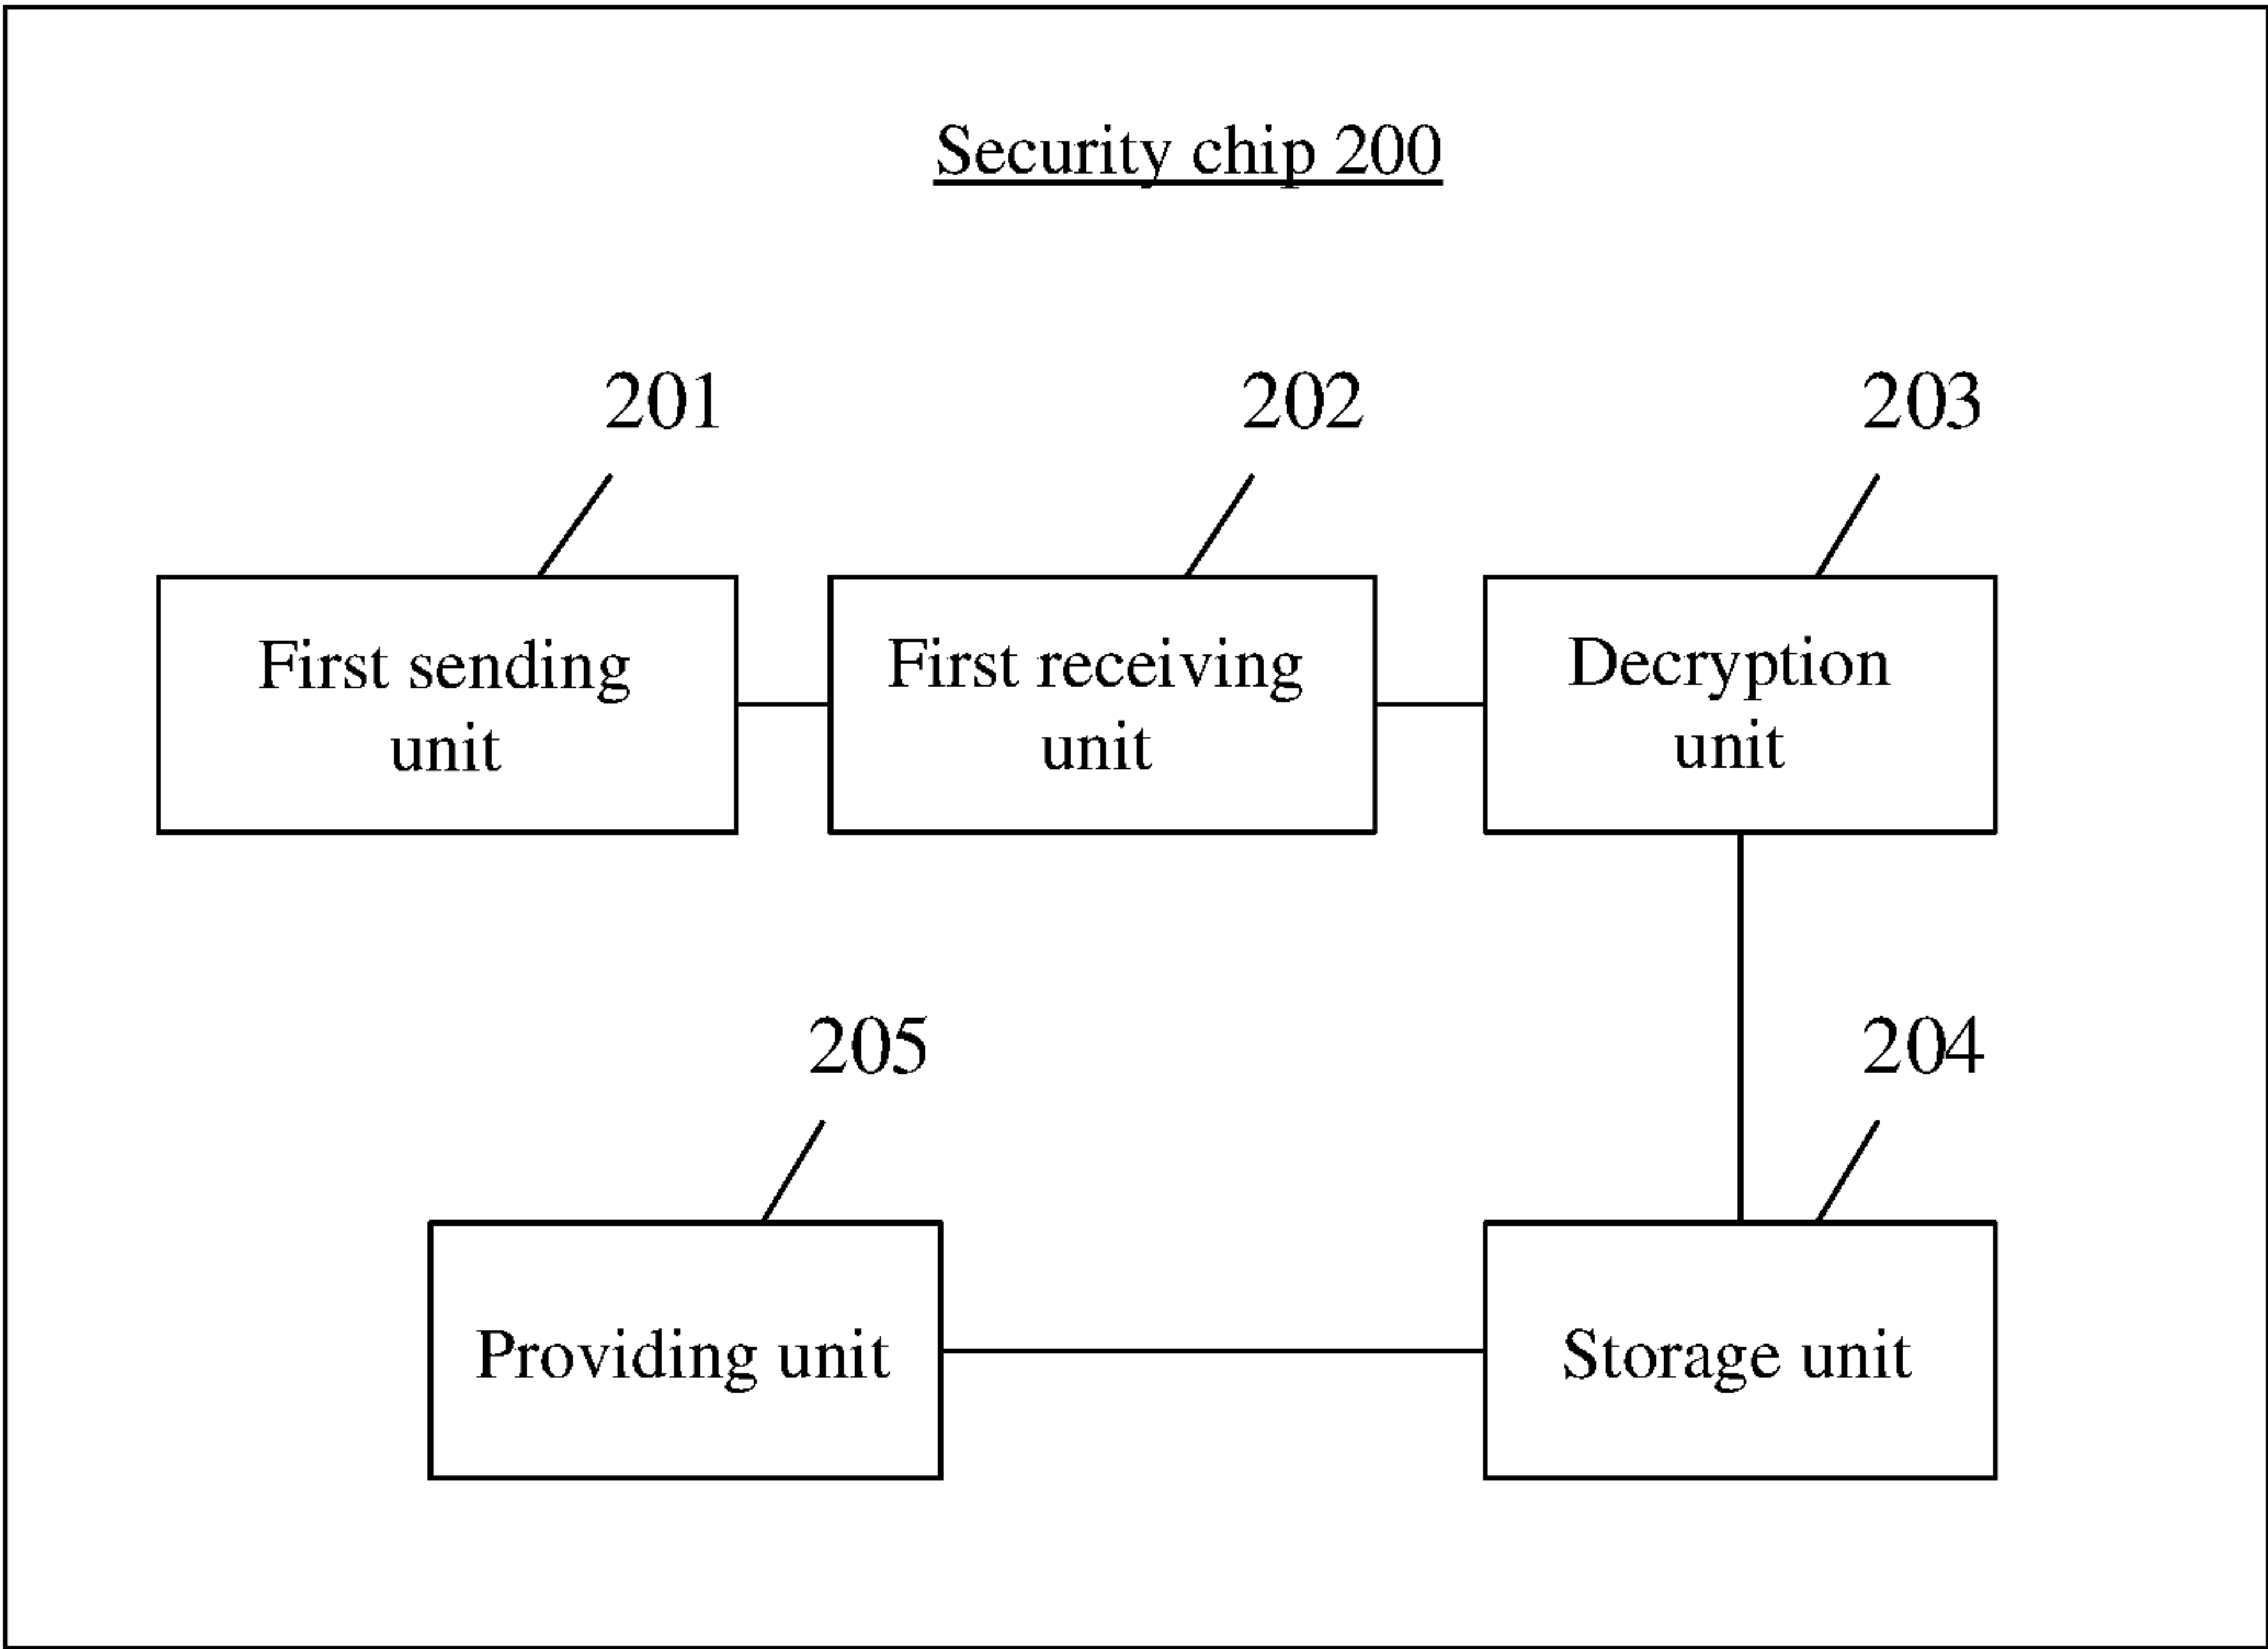 Security chip 200
201
202
203
First sending
unit
First receiving
unit
Decryption
unit
205
204
Providing unit
Storage unit